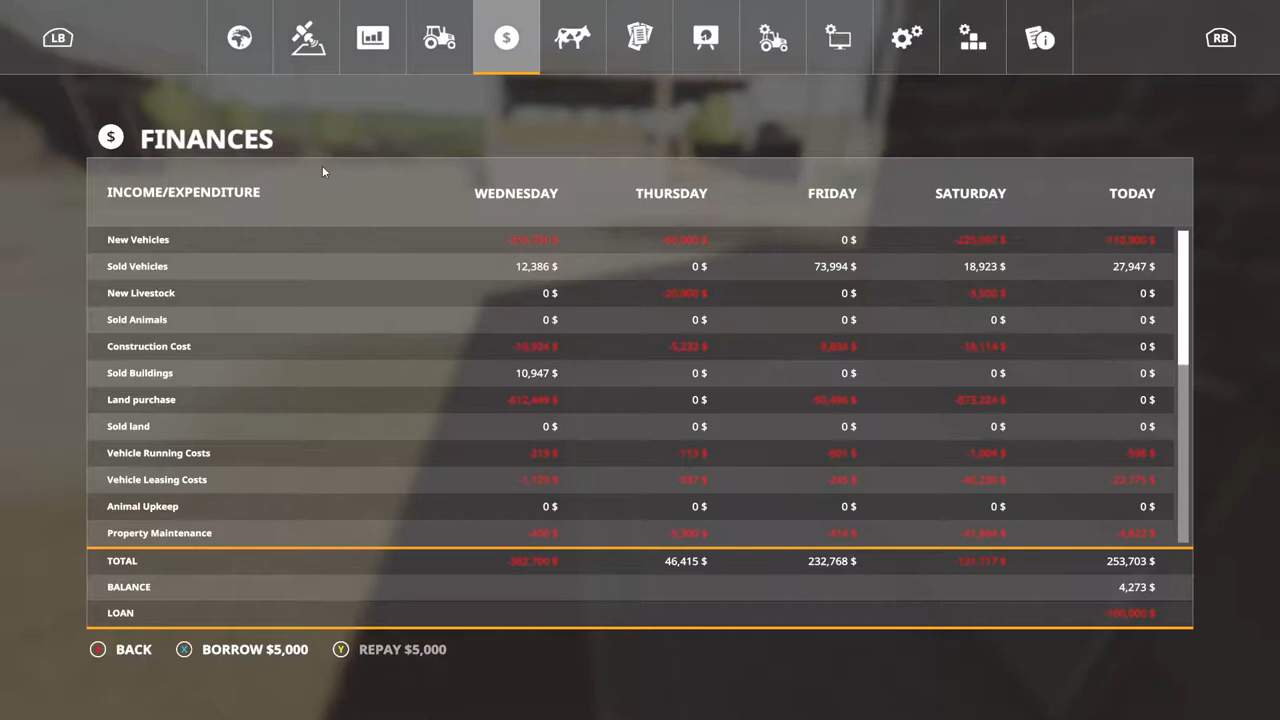 LB
$
RB
$ FINANCES
INCOME/EXPENDITURE WEDNESDAY THURSDAY FRIDAY SATURDAY TODAY
New Vehicles 0 $
Sold Vehicles 12,386 $ 0 $ 73,994 $ 18,923 $ 27,947 $
New Livestock 0 $ -20,000 $ 0 $ 0 $
Sold Animals 0 $ 0 $ 0 $ 0 $ 0 $
Construction Cost 0 $
Sold Buildings 10,947 $ 0 $ 0 $ 0 $ 0 $
Land purchase 0 $ 0 $
Sold land 0 $ 0 $ 0 $ 0 $ 0 $
Vehicle Running Costs
Vehicle Leasing Costs
Animal Upkeep 0 $ 0 $ 0 $ 0 $ 0 $
Property Maintenance
TOTAL 46,415 $ 232,768 $ 253,703 $
BALANCE 4,273 $
LOAN -100,000 $
BACK X BORROW $5,000 Y REPAY $5,000